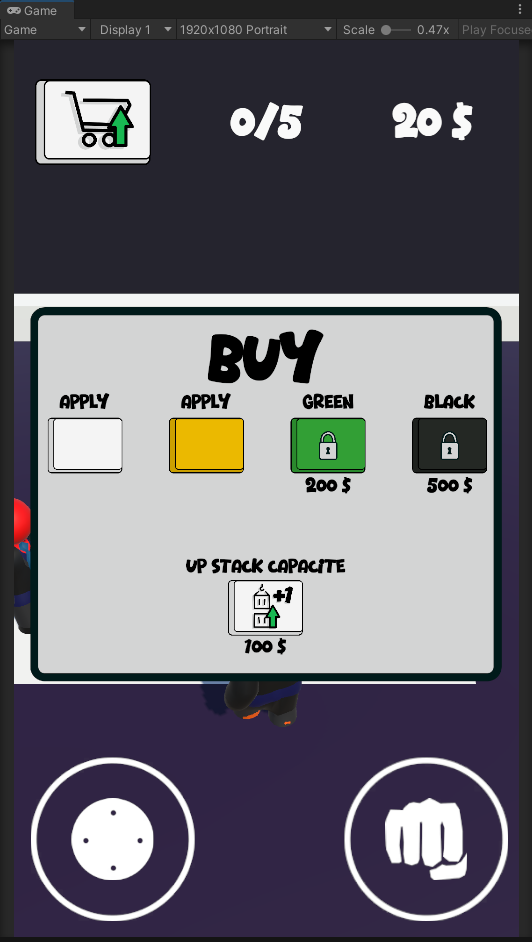 Game
Game Display 1 1920x1080 Portrait Scale 0.47x Play Focuse
0/5 20 $
BUY
APPLY APPLY GREEN BLACK
200 $ 500 $
UP STACK CAPACITE
+1
100 $